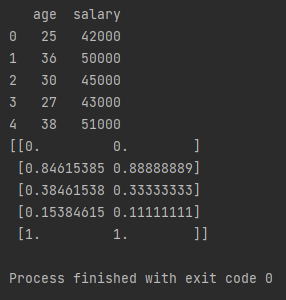 age  salary
0   25   42000
1   36   50000
2   30   45000
3   27   43000
4   38   51000
[[0.         0.        ]
 [0.84615385 0.88888889]
 [0.38461538 0.33333333]
 [0.15384615 0.11111111]
 [1.         1.        ]]

Process finished with exit code 0